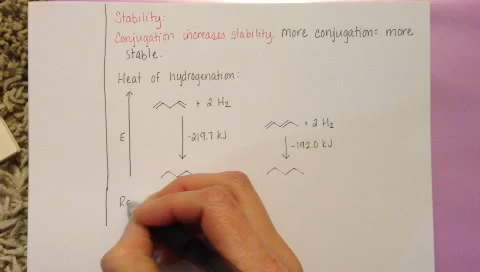 Stability:
Conjugation increases stability. more conjugation = more
stable.
Heat of hydrogenation:
+ 2 H₂
+ 2 H₂
E
-219.7 kJ
-192.0 kJ